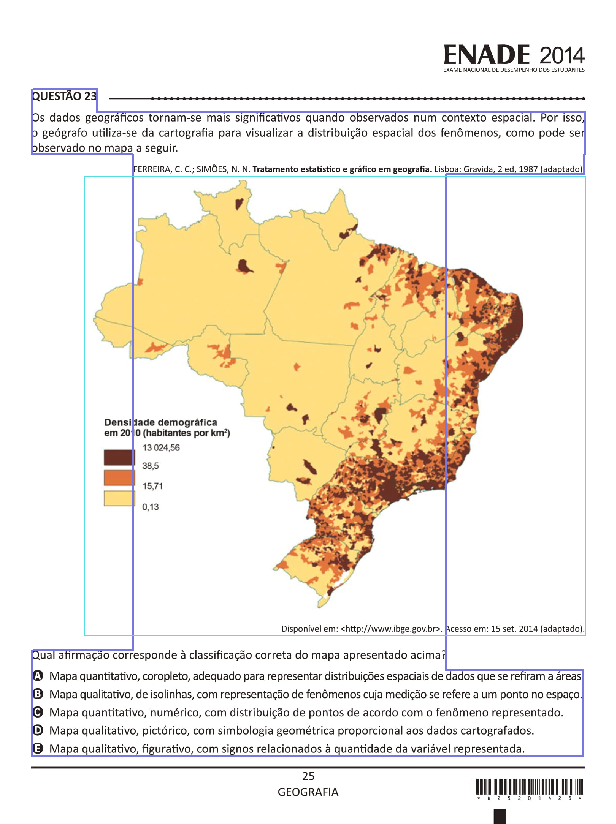 ENADE 2014
EXAME NACIONAL DE DESEMPENHO DOS ESTUDANTES
QUESTÃO 23
Os dados geográficos tornam-se mais significativos quando observados num contexto espacial. Por isso,
o geógrafo utiliza-se da cartografia para visualizar a distribuição espacial dos fenômenos, como pode ser
observado no mapa a seguir.
FERREIRA, C. C.; SIMÕES, N. N. Tratamento estatístico e gráfico em geografia. Lisboa: Gravida, 2 ed, 1987 (adaptado).
Densidade demográfica
em 2010 (habitantes por km²)
13 024,56
38,5
15,71
0,13
Disponível em: <http://www.ibge.gov.br>. Acesso em: 15 set. 2014 (adaptado).
Qual afirmação corresponde à classificação correta do mapa apresentado acima?
A Mapa quantitativo, coropleto, adequado para representar distribuições espaciais de dados que se refiram a áreas.
B Mapa qualitativo, de isolinhas, com representação de fenômenos cuja medição se refere a um ponto no espaço.
C Mapa quantitativo, numérico, com distribuição de pontos de acordo com o fenômeno representado.
D Mapa qualitativo, pictórico, com simbologia geométrica proporcional aos dados cartografados.
E Mapa qualitativo, figurativo, com signos relacionados à quantidade da variável representada.
25
GEOGRAFIA